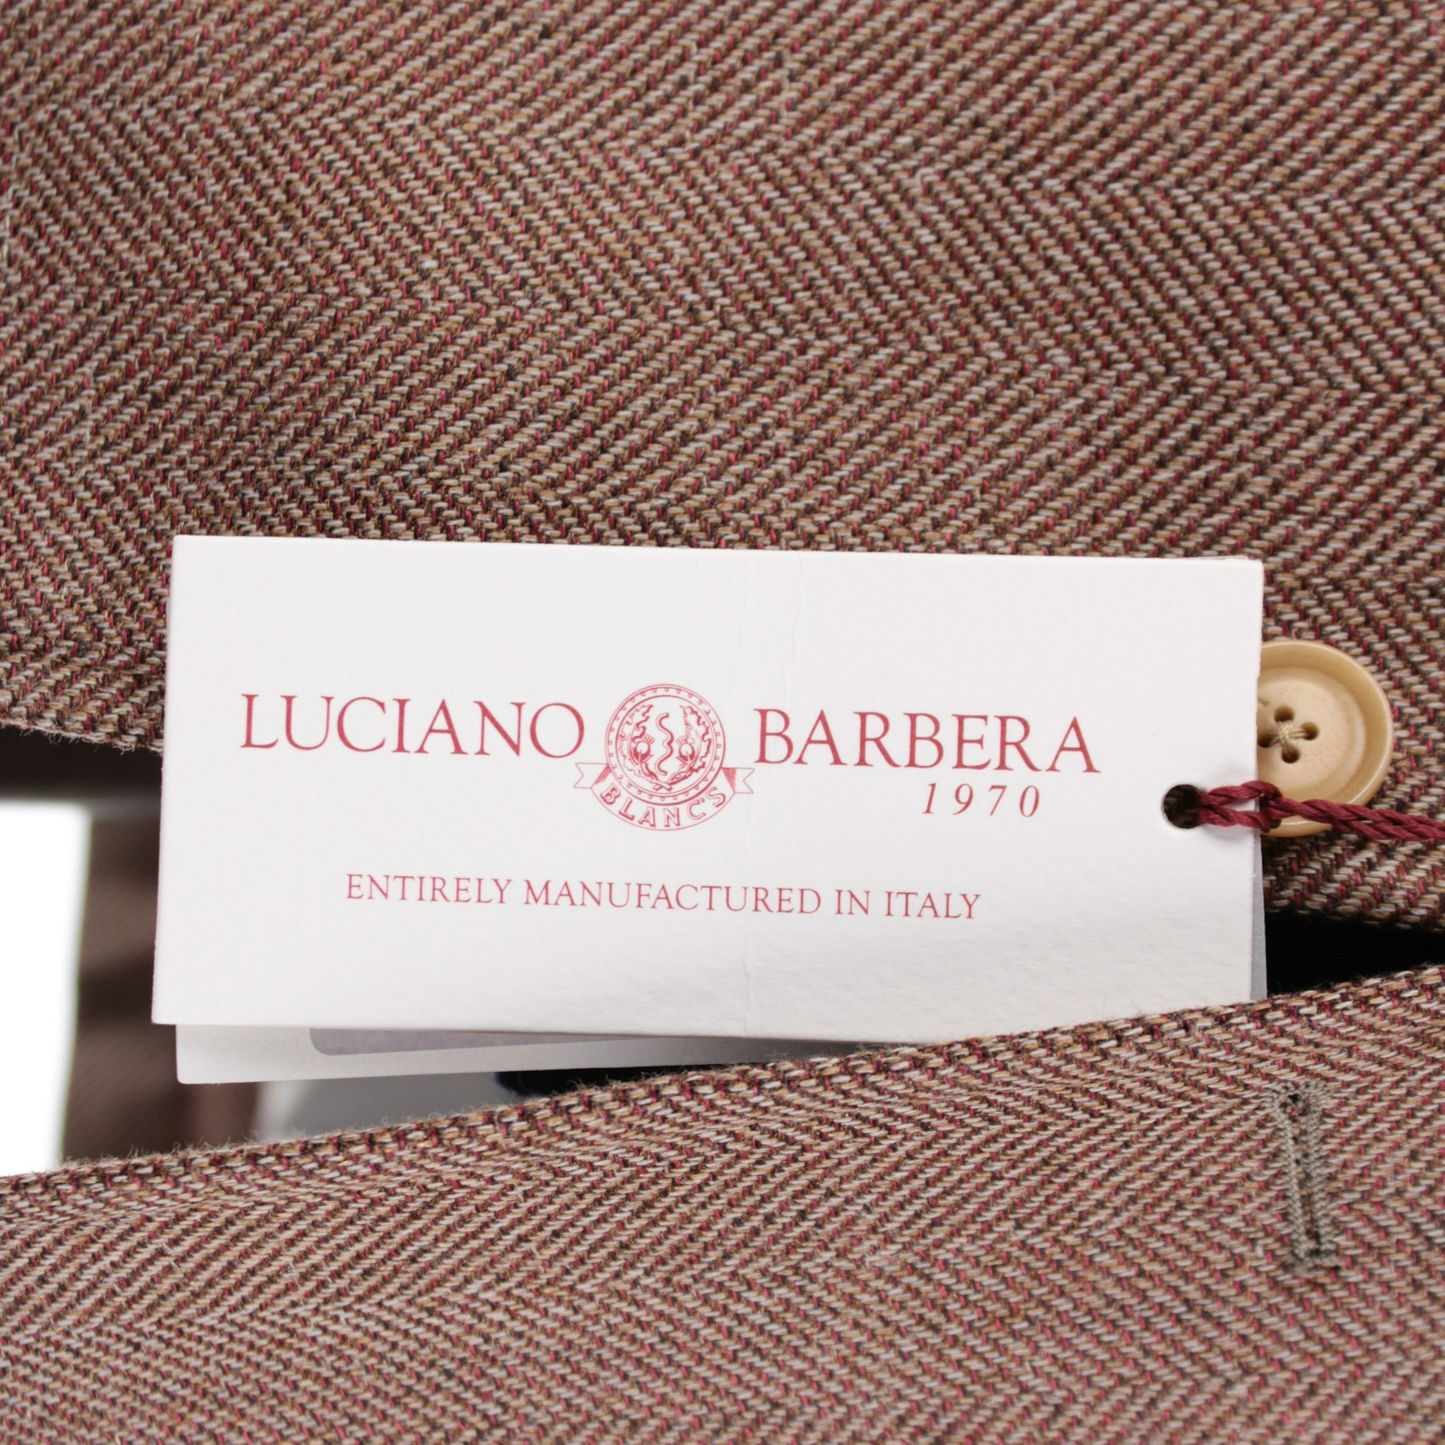 LUCIANO BARBERA
BLANC'S
1970
ENTIRELY MANUFACTURED IN ITALY